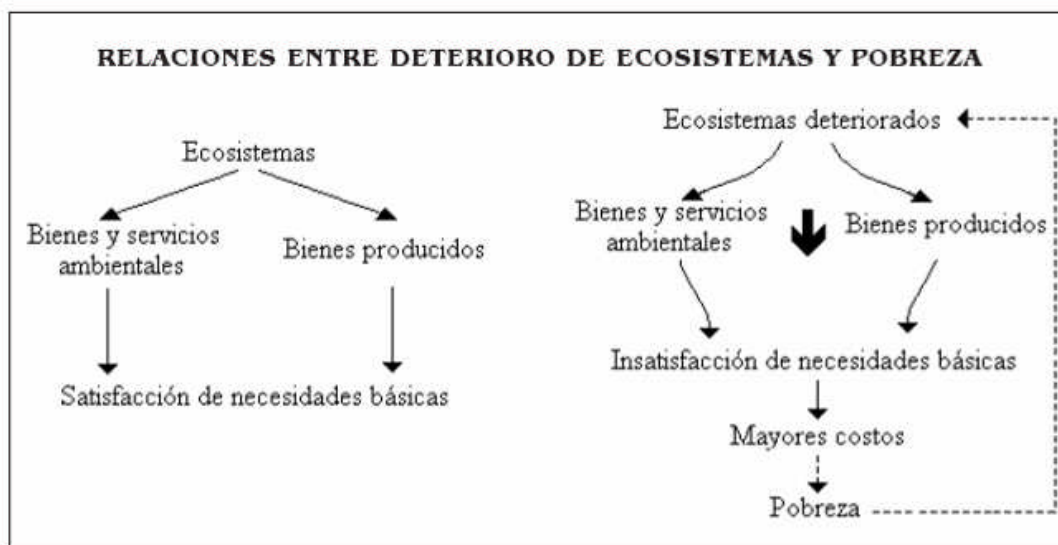 RELACIONES ENTRE DETERIORO DE ECOSISTEMAS Y POBREZA
Ecosistemas
Bienes y servicios
ambientales
Bienes producidos
Satisfacción de necesidades básicas
Ecosistemas deteriorados
Bienes y servicios
ambientales
Bienes producidos
Insatisfacción de necesidades básicas
Mayores costos
Pobreza